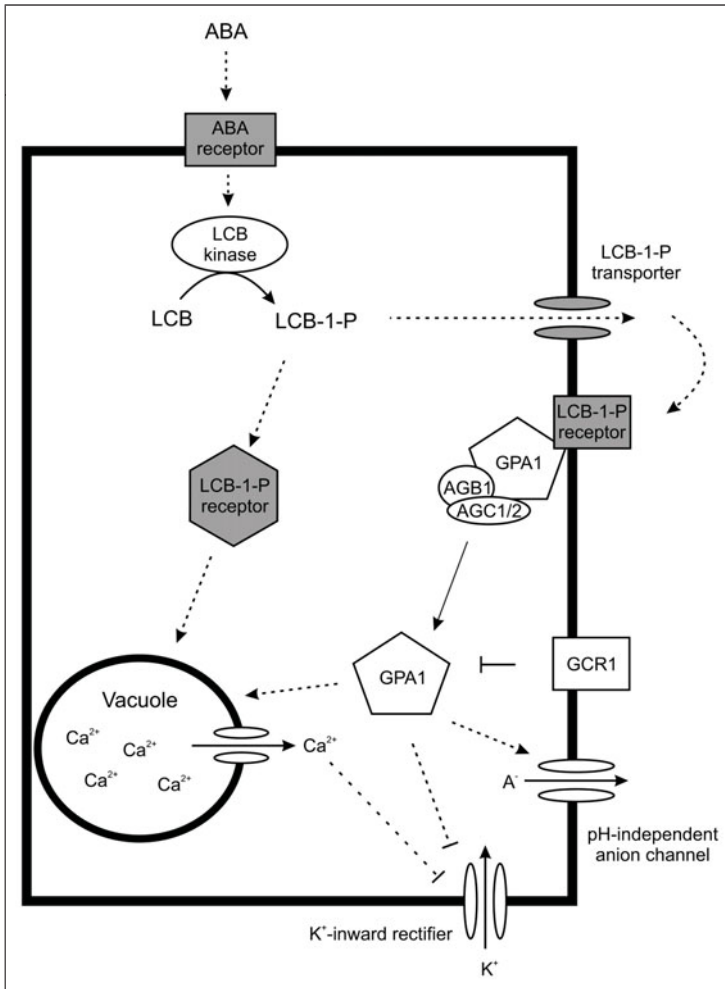 ABA
ABA
receptor
LCB
kinase
LCB
LCB-1-P
LCB-1-P
transporter
LCB-1-P
receptor
GPA1
AGB1
AGC1/2
LCB-1-P
receptor
GPA1
GCR1
Vacuole
Ca²⁺
Ca²⁺
Ca²⁺
Ca²⁺
Ca²⁺
A⁻
pH-independent
anion channel
K⁺-inward rectifier
K⁺